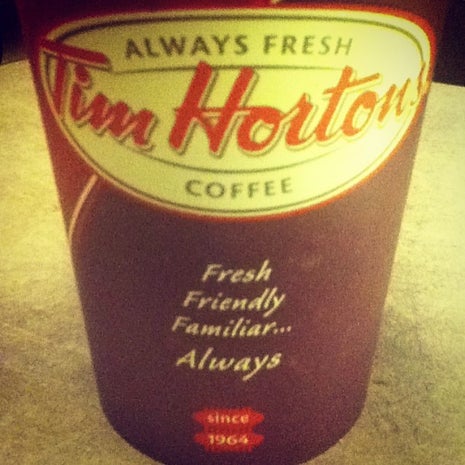 ALWAYS FRESH
Tim Hortons
COFFEE
Fresh
Friendly
Familiar...
Always
since
1964